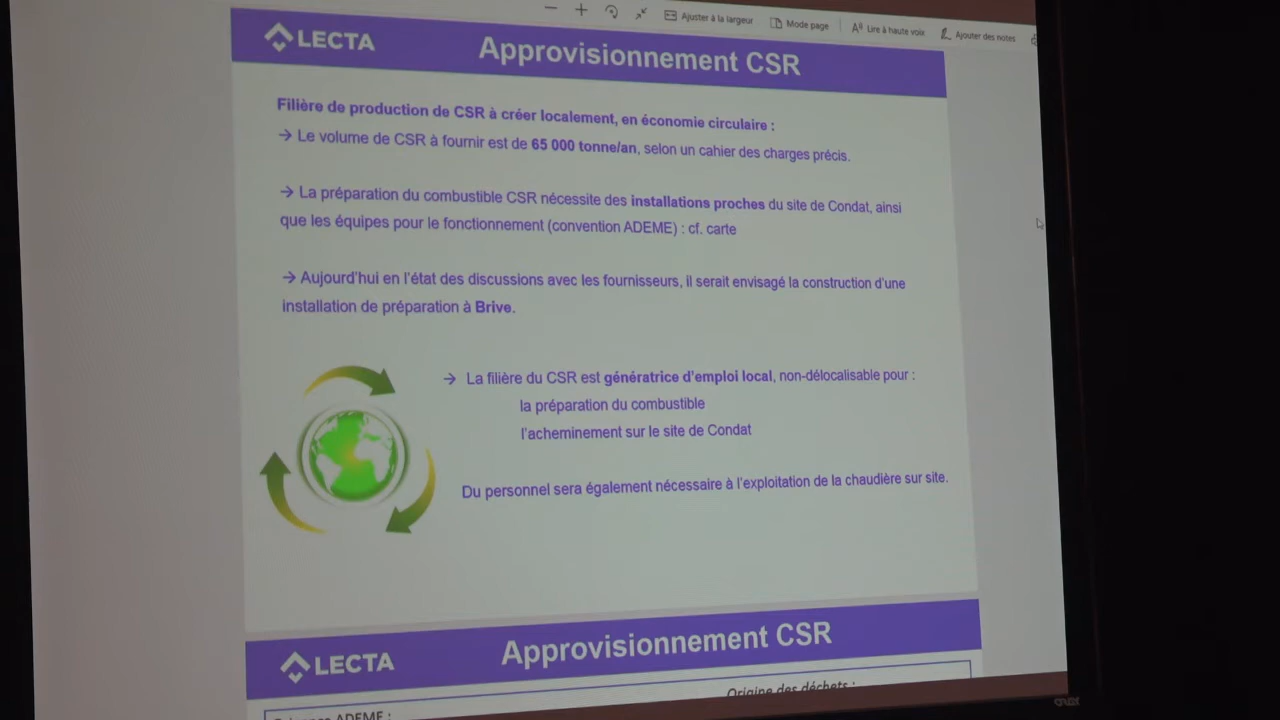 Ajuster à la largeur
Mode page
Lire à haute voix
Ajouter des notes
LECTA
Approvisionnement CSR
Filière de production de CSR à créer localement, en économie circulaire :
→ Le volume de CSR à fournir est de 65 000 tonne/an, selon un cahier des charges précis.
→ La préparation du combustible CSR nécessite des installations proches du site de Condat, ainsi
que les équipes pour le fonctionnement (convention ADEME) : cf. carte
→ Aujourd'hui en l'état des discussions avec les fournisseurs, il serait envisagé la construction d'une
installation de préparation à Brive.
→ La filière du CSR est génératrice d'emploi local, non-délocalisable pour :
la préparation du combustible
l'acheminement sur le site de Condat
Du personnel sera également nécessaire à l'exploitation de la chaudière sur site.
LECTA
Approvisionnement CSR
Origine des déchets :
ADEME :